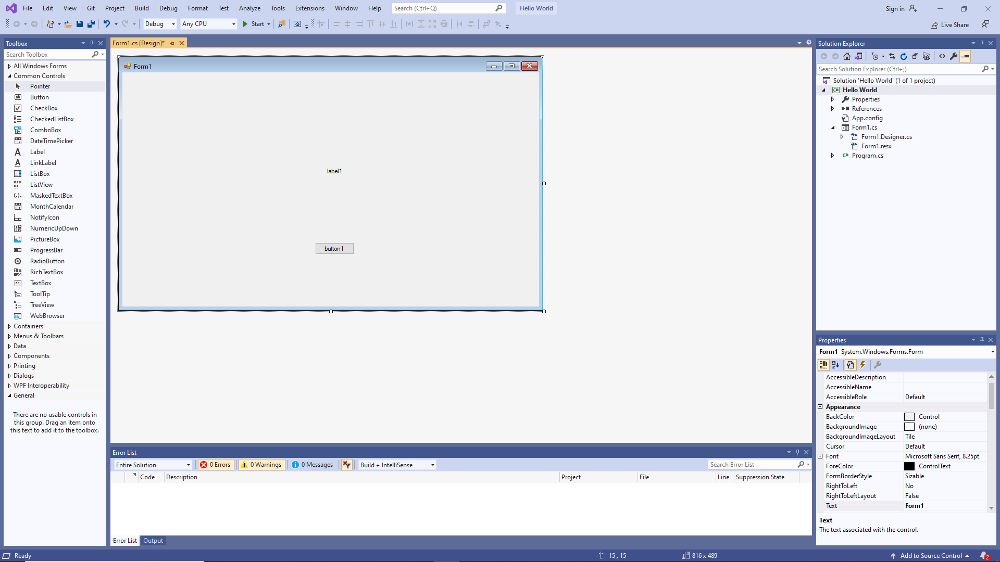 File Edit View Git Project Build Debug Format Test Analyze Tools Extensions Window Help Search (Ctrl+Q) Hello World Sign in
Debug Any CPU Start Live Share
Toolbox
Search Toolbox
All Windows Forms
Common Controls
Pointer
Button
CheckBox
CheckedListBox
ComboBox
DateTimePicker
Label
LinkLabel
ListBox
ListView
MaskedTextBox
MonthCalendar
NotifyIcon
NumericUpDown
PictureBox
ProgressBar
RadioButton
RichTextBox
TextBox
ToolTip
TreeView
WebBrowser
Containers
Menus & Toolbars
Data
Components
Printing
Dialogs
WPF Interoperability
General
There are no usable controls in
this group. Drag an item onto
this text to add it to the toolbox.
Form1.cs [Design]*
Form1
label1
button1
Error List
Entire Solution 0 Errors 0 Warnings 0 Messages Build + IntelliSense Search Error List
Code Description Project File Line Suppression State
Error List Output
Solution Explorer
Search Solution Explorer (Ctrl+;)
Solution 'Hello World' (1 of 1 project)
Hello World
Properties
References
App.config
Form1.cs
Form1.Designer.cs
Form1.resx
Program.cs
Properties
Form1 System.Windows.Forms.Form
AccessibleDescription
AccessibleName
AccessibleRole Default
Appearance
BackColor Control
BackgroundImage (none)
BackgroundImageLayout Tile
Cursor Default
Font Microsoft Sans Serif, 8.25pt
ForeColor ControlText
FormBorderStyle Sizable
RightToLeft No
RightToLeftLayout False
Text Form1
Text
The text associated with the control.
Ready 15 , 15 816 x 489 Add to Source Control 2